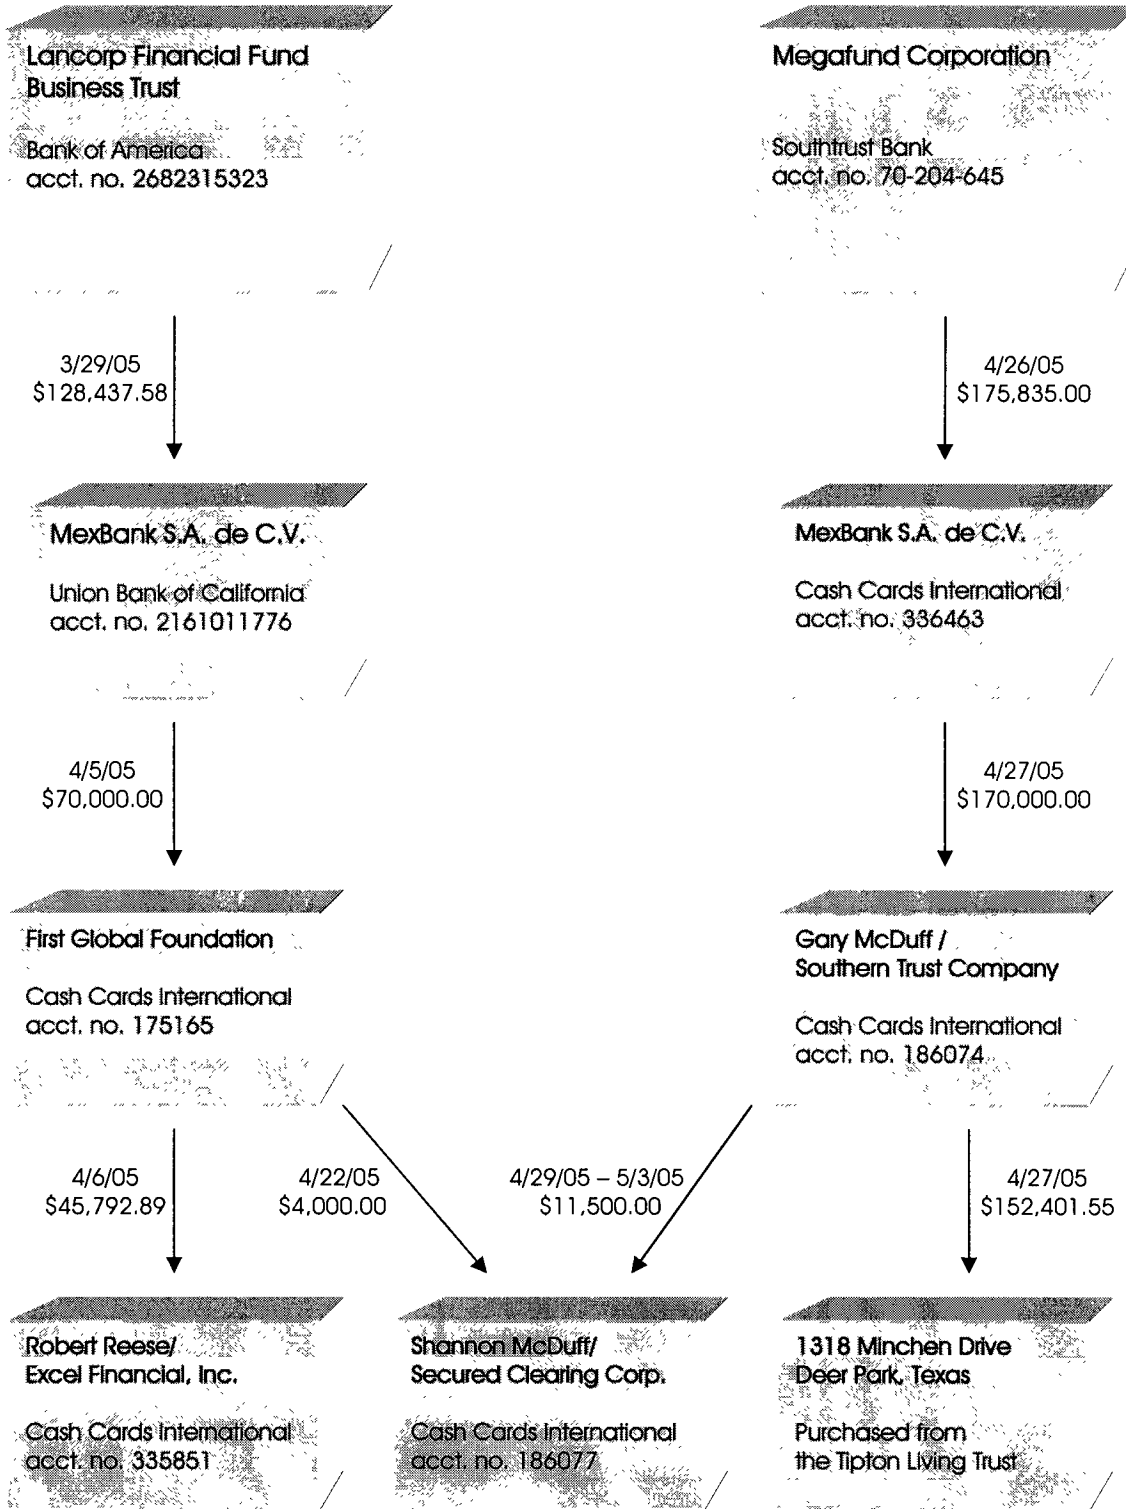 Lancorp Financial Fund
Business Trust
Bank of America
acct. no. 2682315323
Megafund Corporation
Southtrust Bank
acct. no. 70-204-645
3/29/05
$128,437.58
4/26/05
$175,835.00
MexBank S.A. de C.V.
Union Bank of California
acct. no. 2161011776
MexBank S.A. de C.V.
Cash Cards International
acct. no. 336463
4/5/05
$70,000.00
4/27/05
$170,000.00
First Global Foundation
Cash Cards International
acct. no. 175165
Gary McDuff /
Southern Trust Company
Cash Cards International
acct. no. 186074
4/6/05
$45,792.89
4/22/05
$4,000.00
4/29/05 – 5/3/05
$11,500.00
4/27/05
$152,401.55
Robert Reese/
Excel Financial, Inc.
Cash Cards International
acct. no. 335851
Shannon McDuff/
Secured Clearing Corp.
Cash Cards International
acct. no. 186077
1318 Minchen Drive
Deer Park, Texas
Purchased from
the Tipton Living Trust